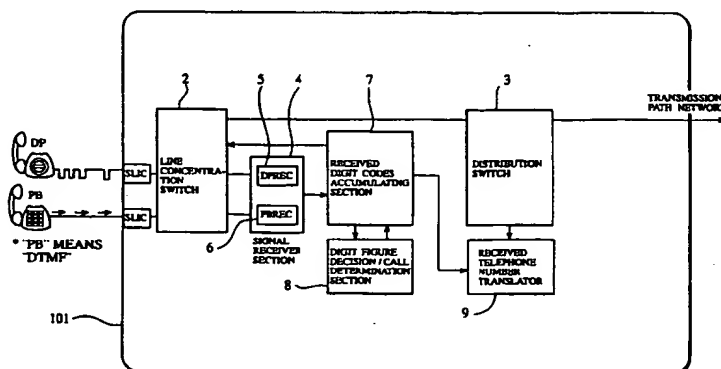 5
4
7
2
3
TRANSMISSION
PATH NETWORK
DP
SLIC
LINE
CONCENTRA-
TION
SWITCH
DPREC
RECEIVED
DIGIT CODES
ACCUMULATING
SECTION
DISTRIBUTION
SWITCH
PB
SLIC
PBREC
* "PB" MEANS
"DTMF"
6
SIGNAL
RECEIVER
SECTION
DIGIT FIGURE
DECISION / CALL
DETERMINATION
SECTION
8
RECEIVED
TELEPHONE
NUMBER
TRANSLATOR
9
101